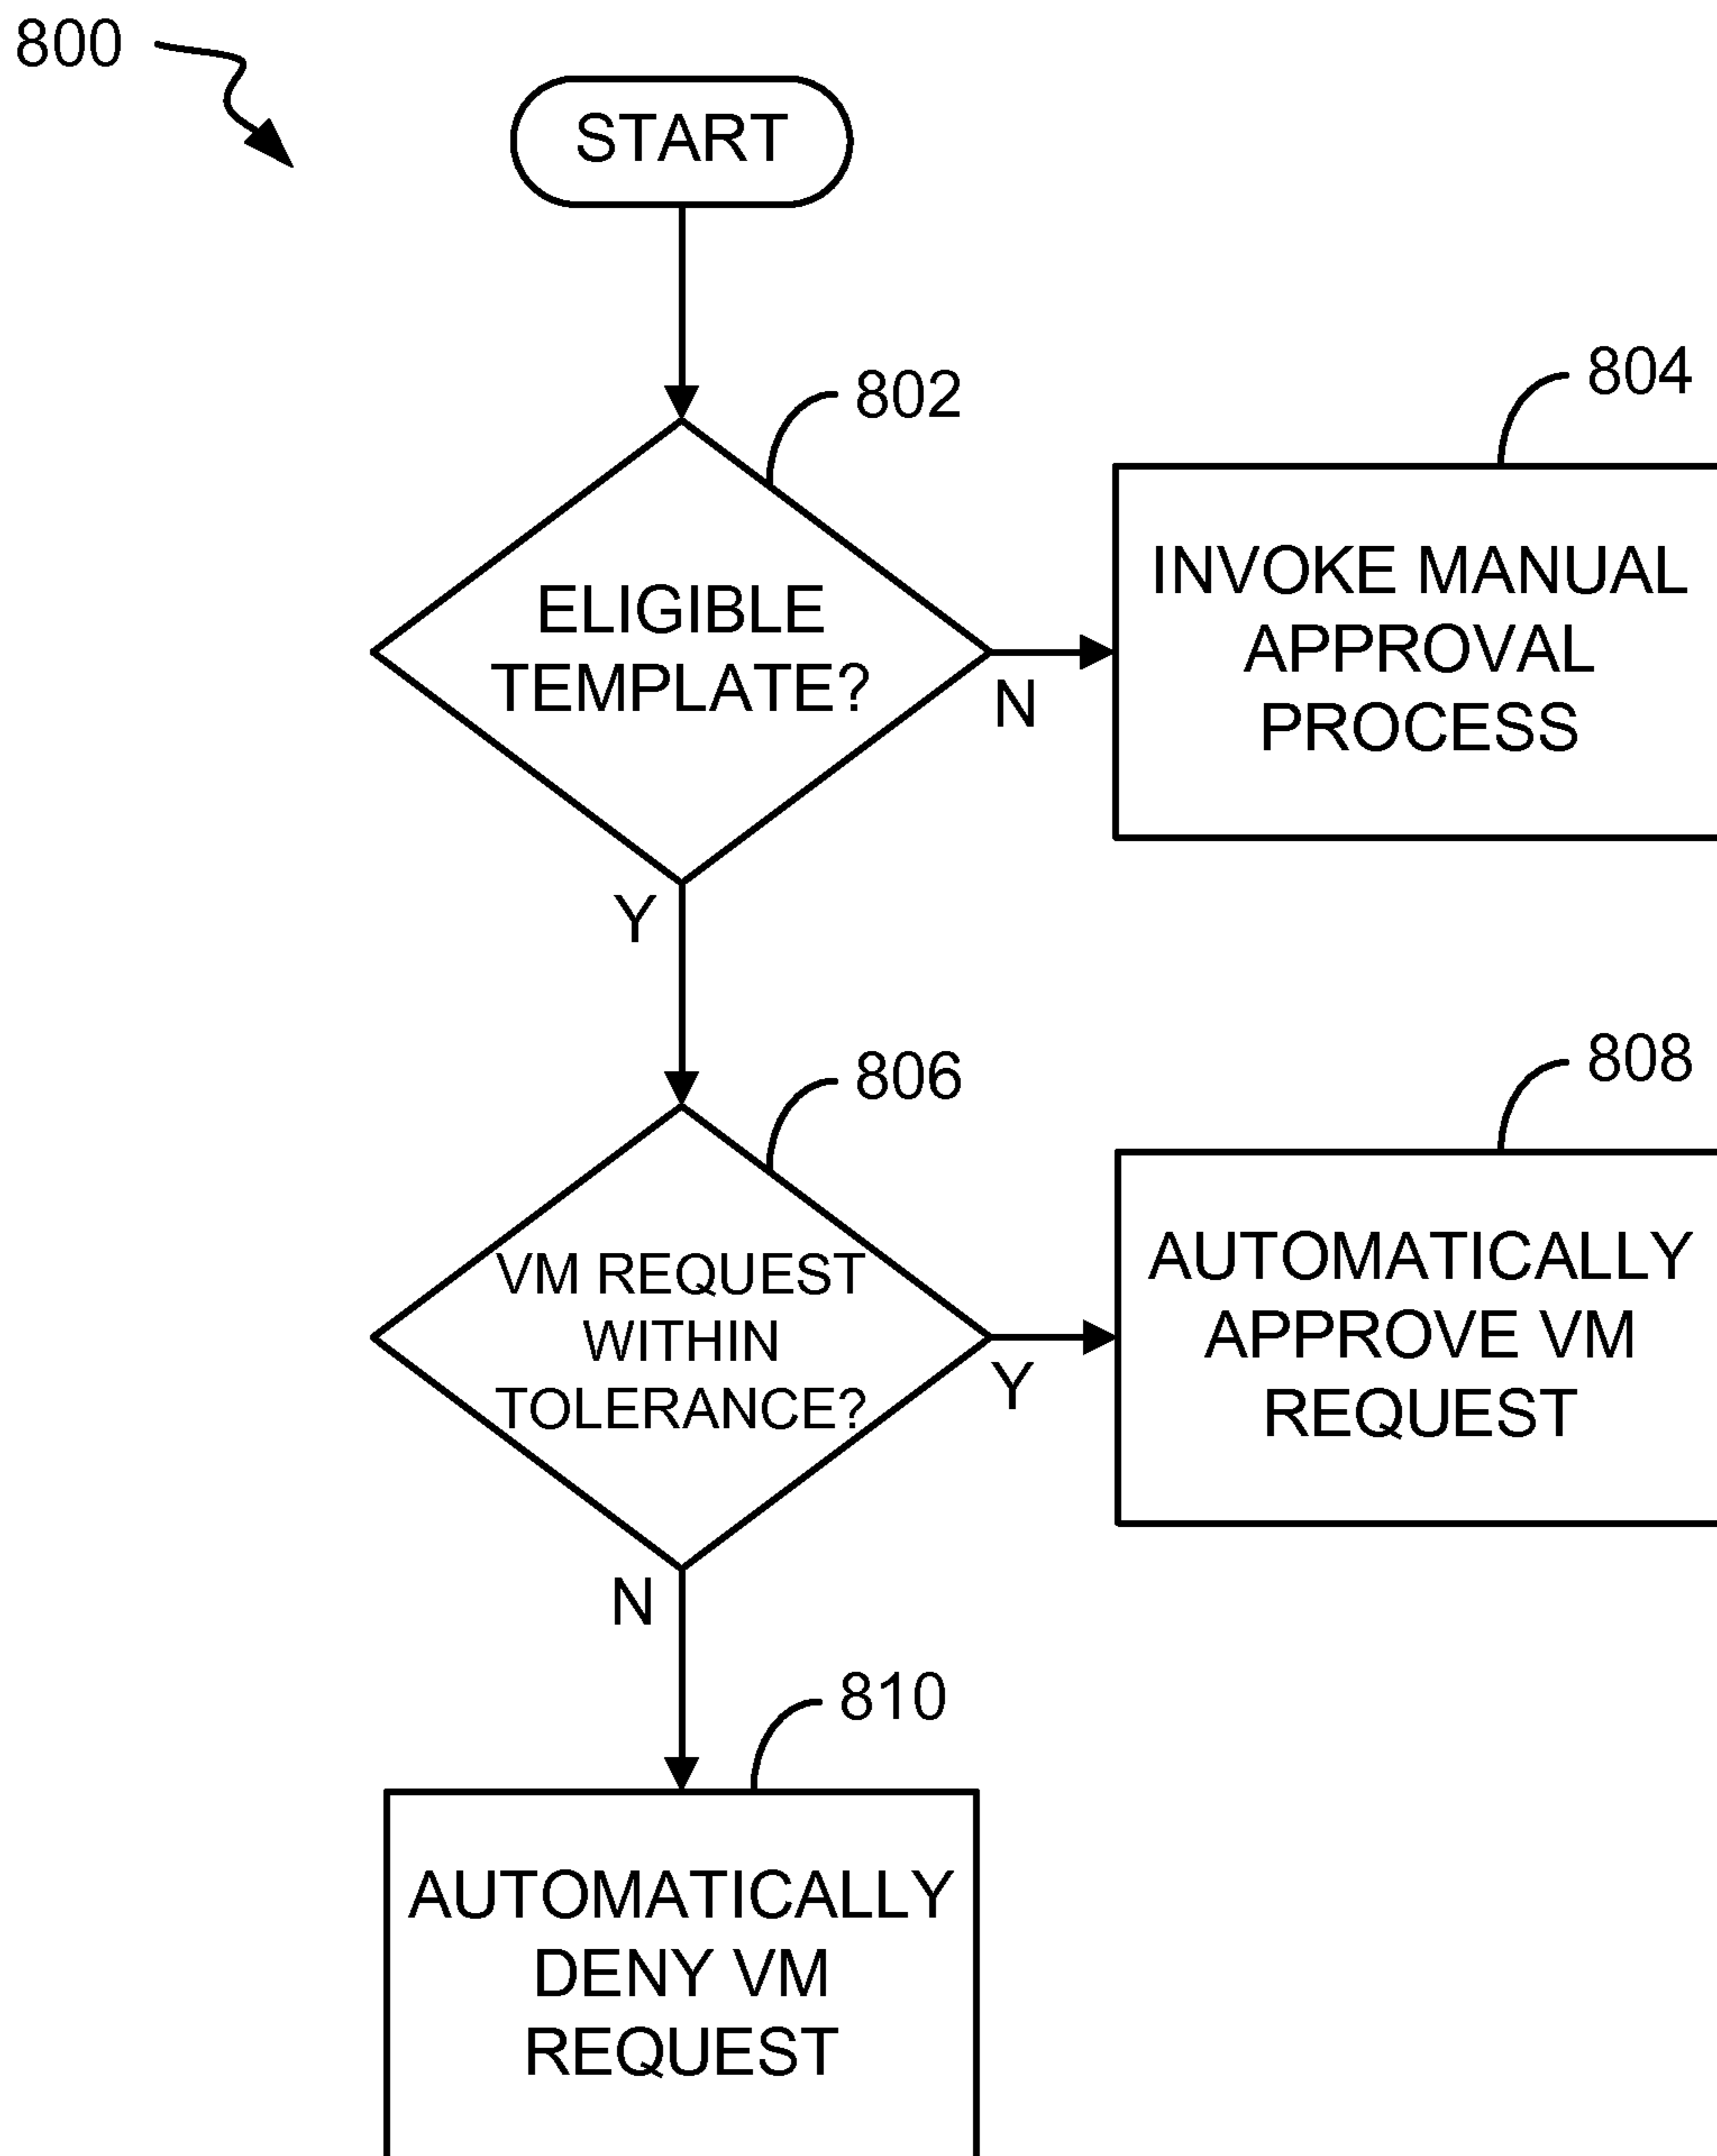 800
START
802
804
ELIGIBLE
TEMPLATE?
INVOKE MANUAL
APPROVAL
PROCESS
N
Y
806
808
VM REQUEST
WITHIN
TOLERANCE?
AUTOMATICALLY
APPROVE VM
REQUEST
Y
N
810
AUTOMATICALLY
DENY VM
REQUEST